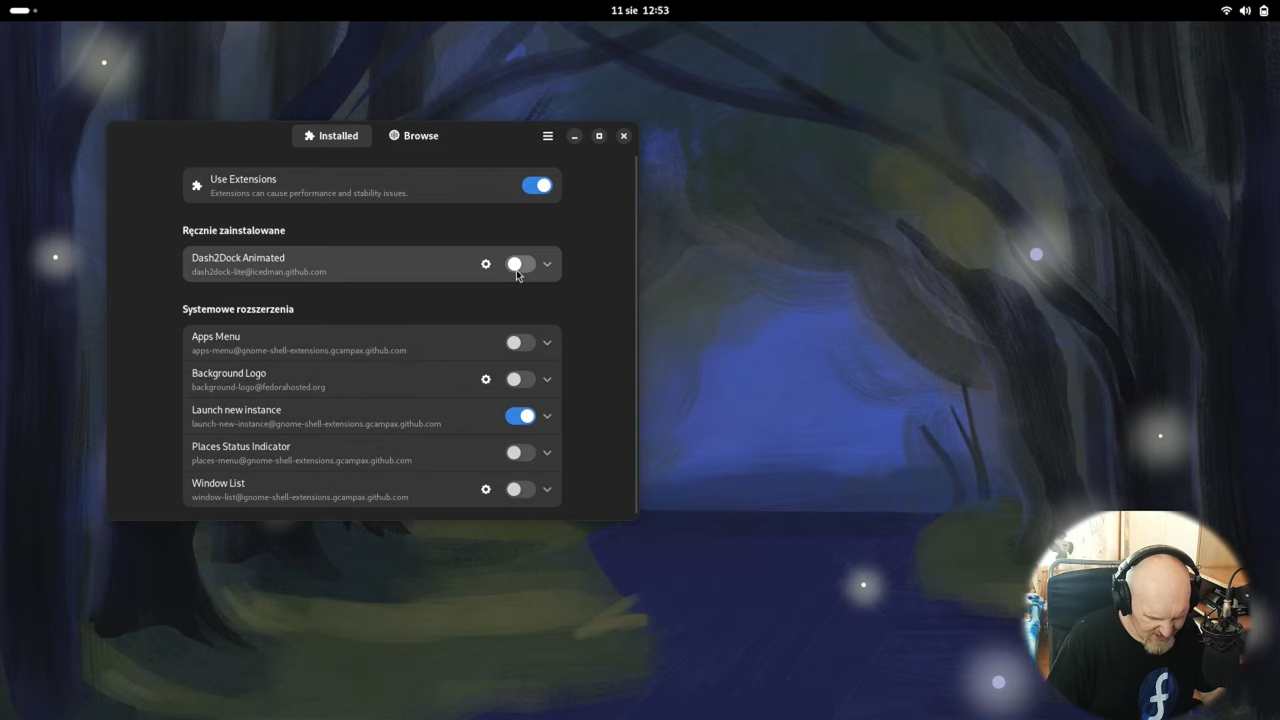 11 sie 12:53
Installed
Browse
Use Extensions
Extensions can cause performance and stability issues.
Ręcznie zainstalowane
Dash2Dock Animated
dash2dock-lite@icedman.github.com
Systemowe rozszerzenia
Apps Menu
apps-menu@gnome-shell-extensions.gcampax.github.com
Background Logo
background-logo@fedorahosted.org
Launch new instance
launch-new-instance@gnome-shell-extensions.gcampax.github.com
Places Status Indicator
places-menu@gnome-shell-extensions.gcampax.github.com
Window List
window-list@gnome-shell-extensions.gcampax.github.com